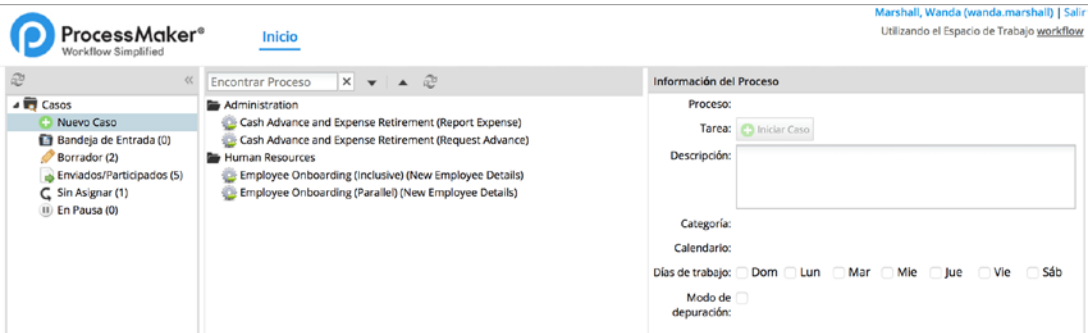 Marshall, Wanda (wanda.marshall) | Salir
Utilizando el Espacio de Trabajo workflow
ProcessMaker®
Workflow Simplified
Inicio
Casos
Nuevo Caso
Bandeja de Entrada (0)
Borrador (2)
Enviados/Participados (5)
Sin Asignar (1)
En Pausa (0)
Encontrar Proceso
Administration
Cash Advance and Expense Retirement (Report Expense)
Cash Advance and Expense Retirement (Request Advance)
Human Resources
Employee Onboarding (Inclusive) (New Employee Details)
Employee Onboarding (Parallel) (New Employee Details)
Información del Proceso
Proceso:
Tarea: Iniciar Caso
Descripción:
Categoría:
Calendario:
Días de trabajo: Dom Lun Mar Mie Jue Vie Sáb
Modo de
depuración: